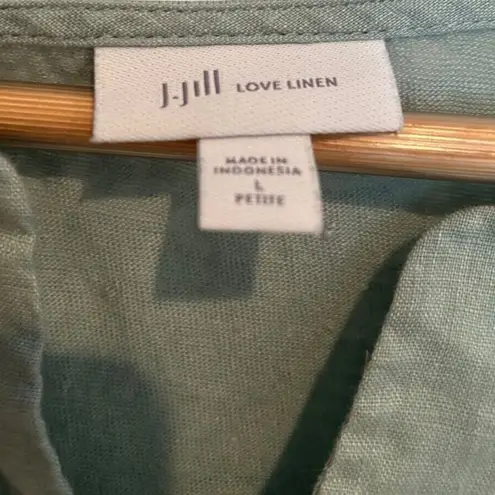 J.Jill LOVE LINEN
MADE IN
INDONESIA
L
PETITE